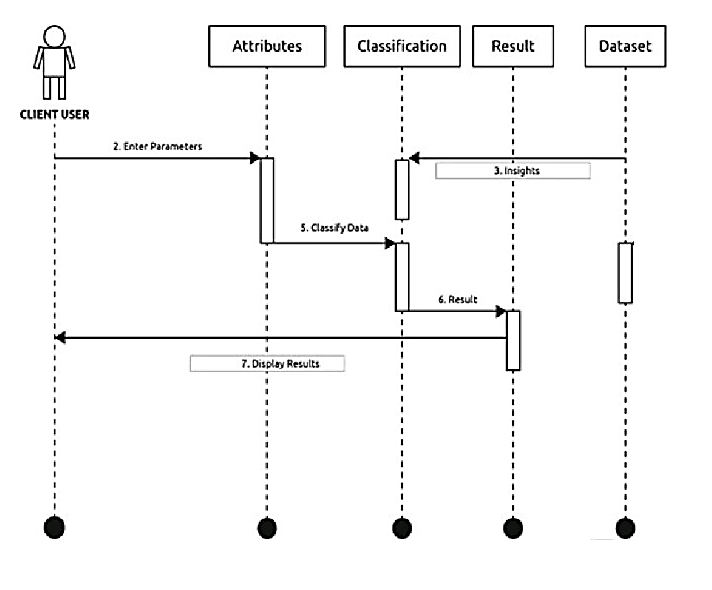 Attributes
Classification
Result
Dataset
CLIENT USER
2. Enter Parameters
3. Insights
5. Classify Data
6. Result
7. Display Results